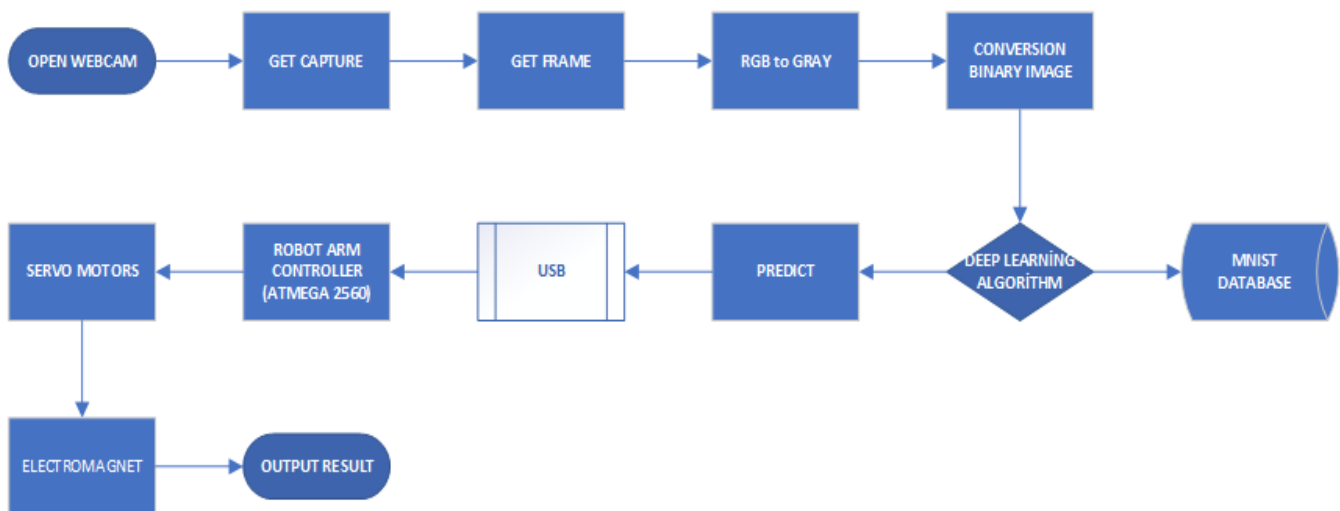 OPEN WEBCAM
GET CAPTURE
GET FRAME
RGB to GRAY
CONVERSION
BINARY IMAGE
SERVO MOTORS
ROBOT ARM
CONTROLLER
(ATMEGA 2560)
USB
PREDICT
DEEP LEARNİNG
ALGORİTHM
MNIST
DATABASE
ELECTROMAGNET
OUTPUT RESULT